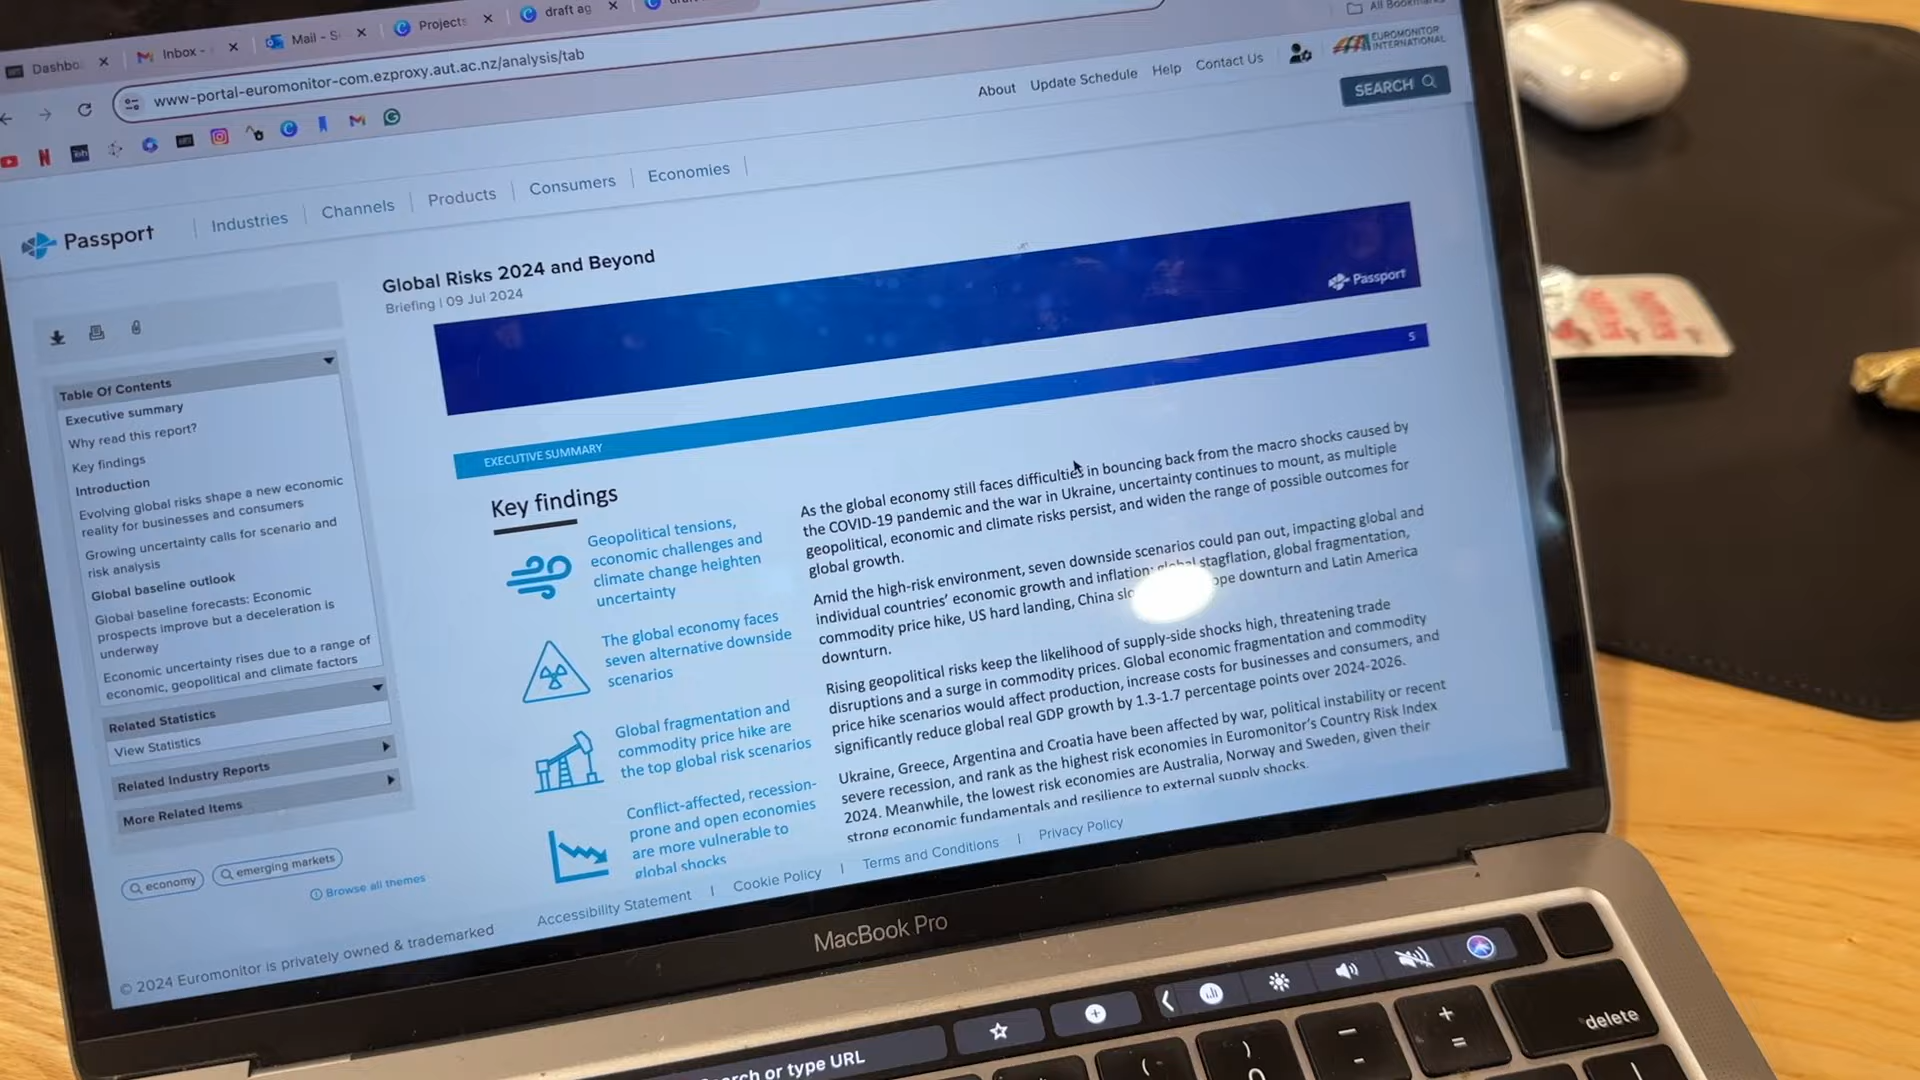 Dashbo
Inbox -
Mail - S
Projects
draft ag
All Bookmarks
www-portal-euromonitor-com.ezproxy.aut.ac.nz/analysis/tab
About
Update Schedule
Help
Contact Us
EUROMONITOR
INTERNATIONAL
SEARCH
Passport
Industries
Channels
Products
Consumers
Economies
Global Risks 2024 and Beyond
Briefing | 09 Jul 2024
Passport
5
Table Of Contents
Executive summary
Why read this report?
Key findings
Introduction
Evolving global risks shape a new economic
reality for businesses and consumers
Growing uncertainty calls for scenario and
risk analysis
Global baseline outlook
Global baseline forecasts: Economic
prospects improve but a deceleration is
underway
Economic uncertainty rises due to a range of
economic, geopolitical and climate factors
Related Statistics
View Statistics
Related Industry Reports
More Related Items
economy
emerging markets
Browse all themes
EXECUTIVE SUMMARY
Key findings
Geopolitical tensions,
economic challenges and
climate change heighten
uncertainty
The global economy faces
seven alternative downside
scenarios
Global fragmentation and
commodity price hike are
the top global risk scenarios
Conflict-affected, recession-
prone and open economies
are more vulnerable to
global shocks
As the global economy still faces difficulties in bouncing back from the macro shocks caused by
the COVID-19 pandemic and the war in Ukraine, uncertainty continues to mount, as multiple
geopolitical, economic and climate risks persist, and widen the range of possible outcomes for
global growth.
Amid the high-risk environment, seven downside scenarios could pan out, impacting global and
individual countries' economic growth and inflation: global stagflation, global fragmentation,
commodity price hike, US hard landing, China slo ope downturn and Latin America
downturn.
Rising geopolitical risks keep the likelihood of supply-side shocks high, threatening trade
disruptions and a surge in commodity prices. Global economic fragmentation and commodity
price hike scenarios would affect production, increase costs for businesses and consumers, and
significantly reduce global real GDP growth by 1.3-1.7 percentage points over 2024-2026.
Ukraine, Greece, Argentina and Croatia have been affected by war, political instability or recent
severe recession, and rank as the highest risk economies in Euromonitor's Country Risk Index
2024. Meanwhile, the lowest risk economies are Australia, Norway and Sweden, given their
strong economic fundamentals and resilience to external supply shocks.
Accessibility Statement
Cookie Policy
Terms and Conditions
Privacy Policy
© 2024 Euromonitor is privately owned & trademarked
MacBook Pro
rch or type URL
delete